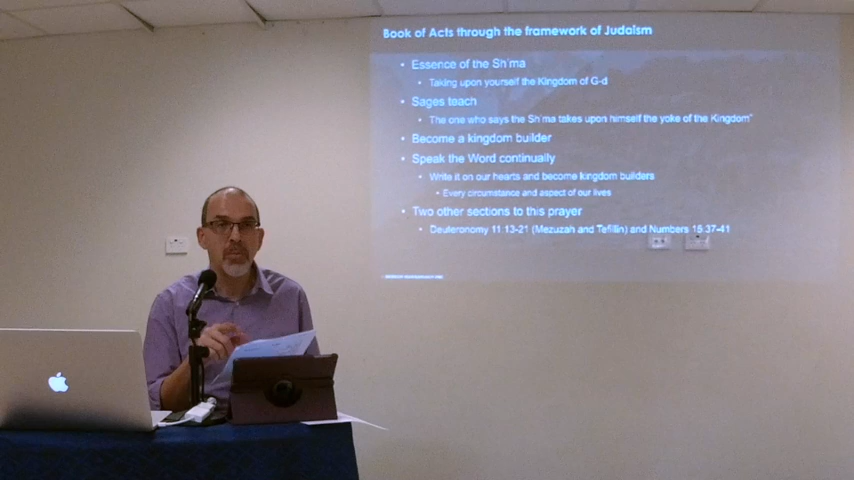 Book of Acts through the framework of Judaism
• Essence of the Sh'ma
• Taking upon yourself the Kingdom of G-d
• Sages teach
• The one who says the Sh'ma takes upon himself the yoke of the Kingdom"
• Become a kingdom builder
• Speak the Word continually
• Write it on our hearts and become kingdom builders
• Every circumstance and aspect of our lives
• Two other sections to this prayer
• Deuteronomy 11:13-21 (Mezuzah and Tefillin) and Numbers 15:37-41